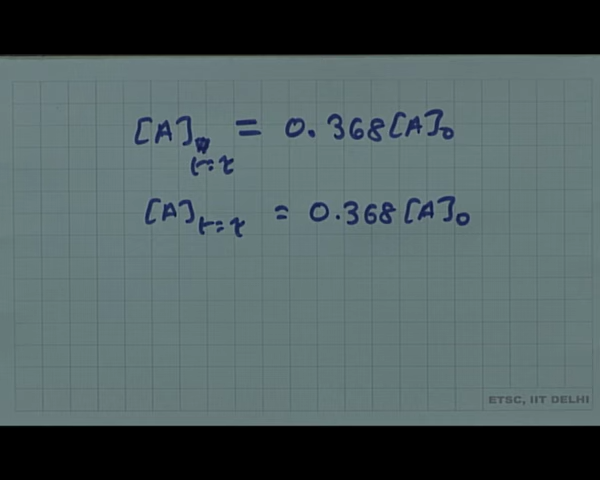 [A]
t=τ = 0.368[A]₀
[A]t=τ = 0.368[A]₀
ETSC, IIT DELHI